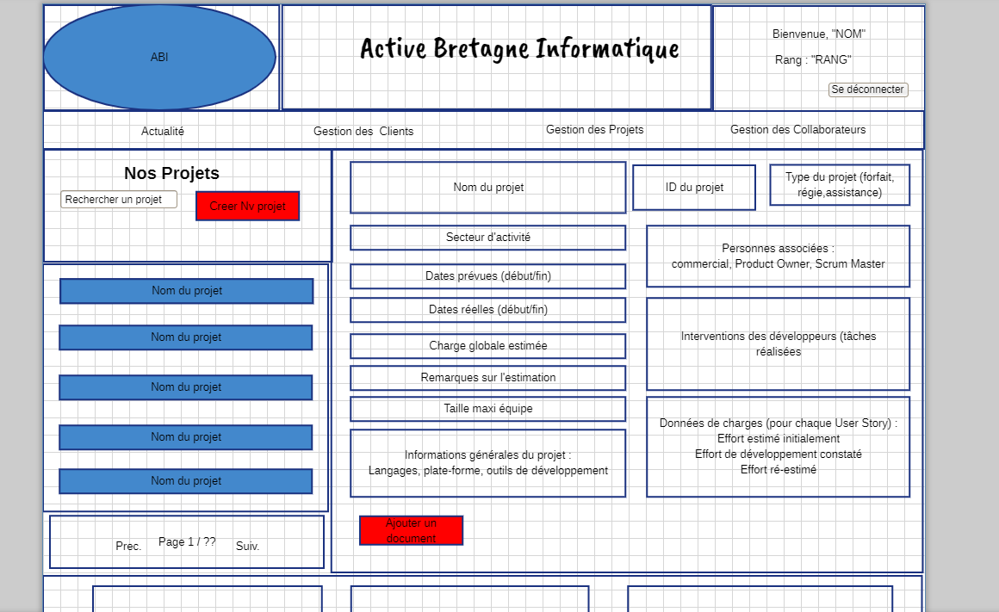 ABI
Active Bretagne Informatique
Bienvenue, "NOM"
Rang : "RANG"
Se déconnecter
Actualité
Gestion des  Clients
Gestion des Projets
Gestion des Collaborateurs
Nos Projets
Rechercher un projet
Creer Nv projet
Nom du projet
Nom du projet
Nom du projet
Nom du projet
Nom du projet
Prec.
Page 1 / ??
Suiv.
Nom du projet
ID du projet
Type du projet (forfait,
régie,assistance)
Secteur d'activité
Dates prévues (début/fin)
Dates réelles (début/fin)
Charge globale estimée
Remarques sur l'estimation
Taille maxi équipe
Informations générales du projet :
Langages, plate-forme, outils de développement
Personnes associées :
commercial, Product Owner, Scrum Master
Interventions des développeurs (tâches
réalisées
Données de charges (pour chaque User Story) :
Effort estimé initialement
Effort de développement constaté
Effort ré-estimé
Ajouter un
document